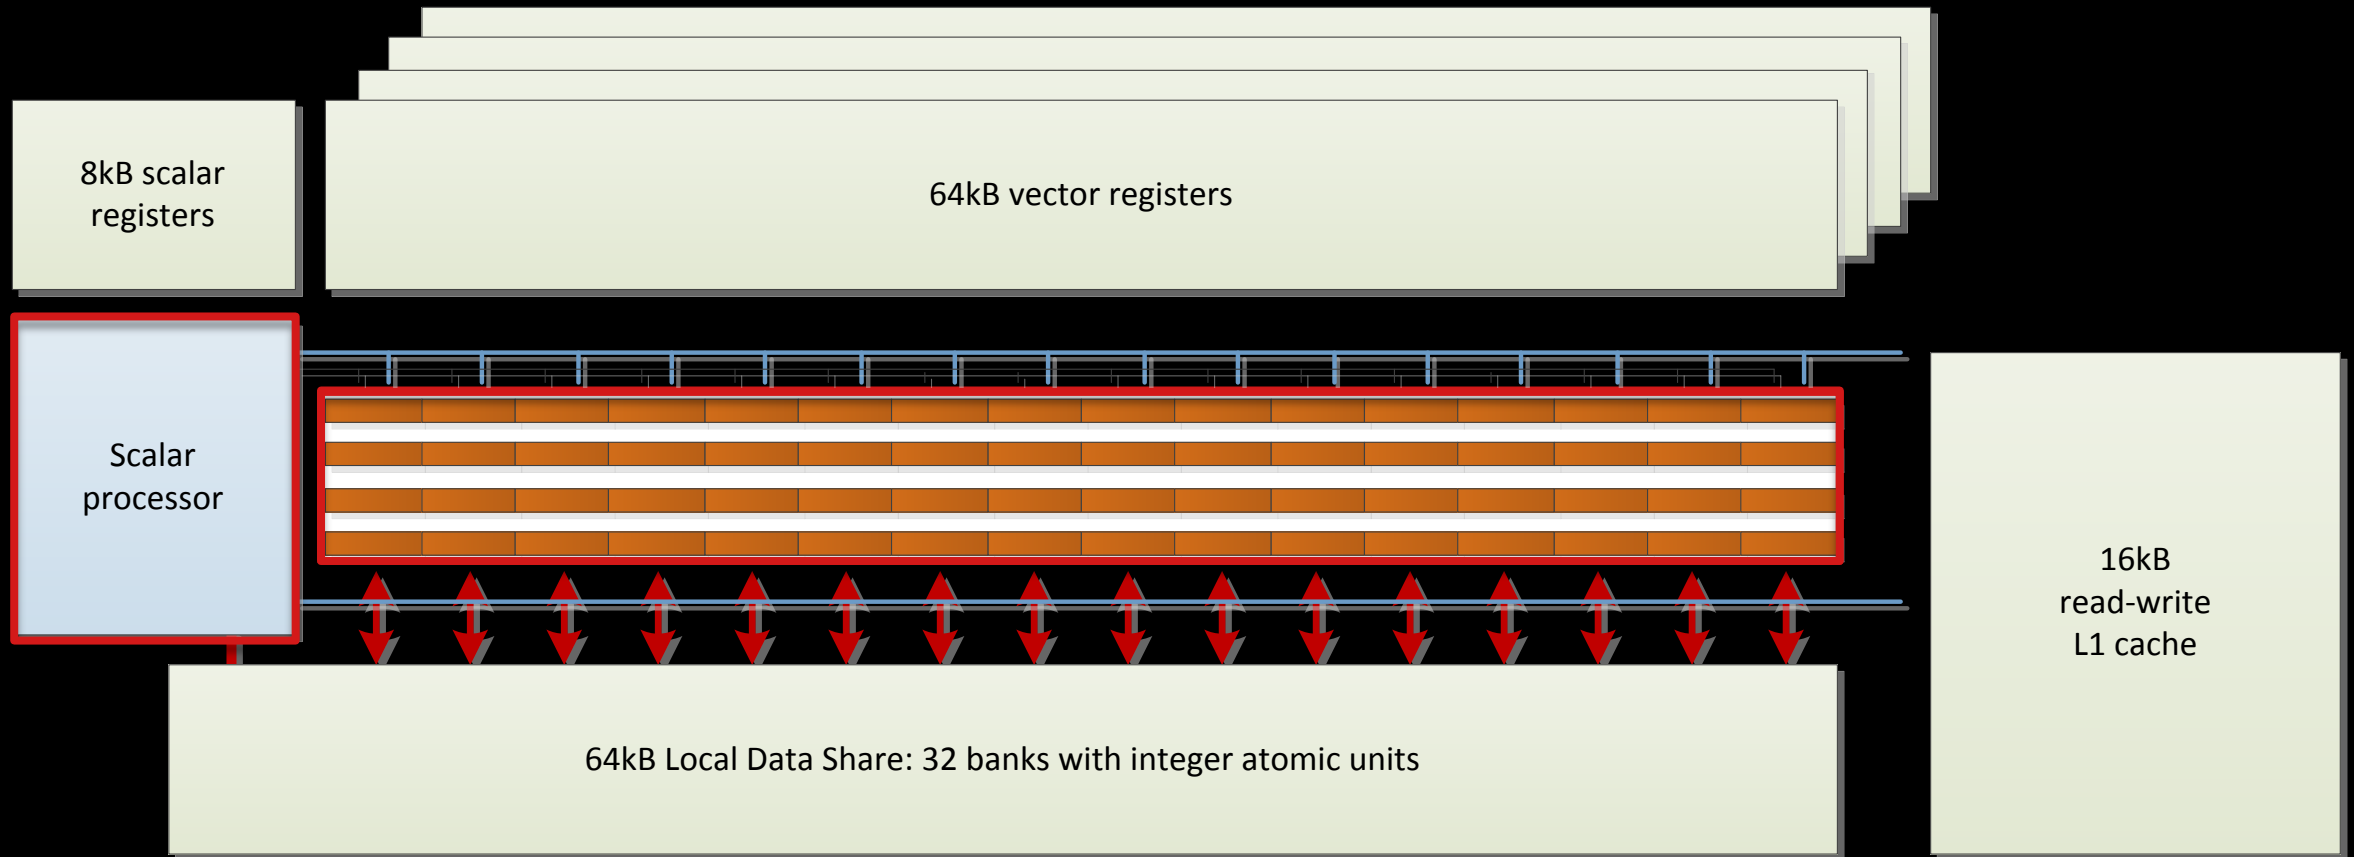 8kB scalar
registers
64kB vector registers
Scalar
processor
16kB
read-write
L1 cache
64kB Local Data Share: 32 banks with integer atomic units